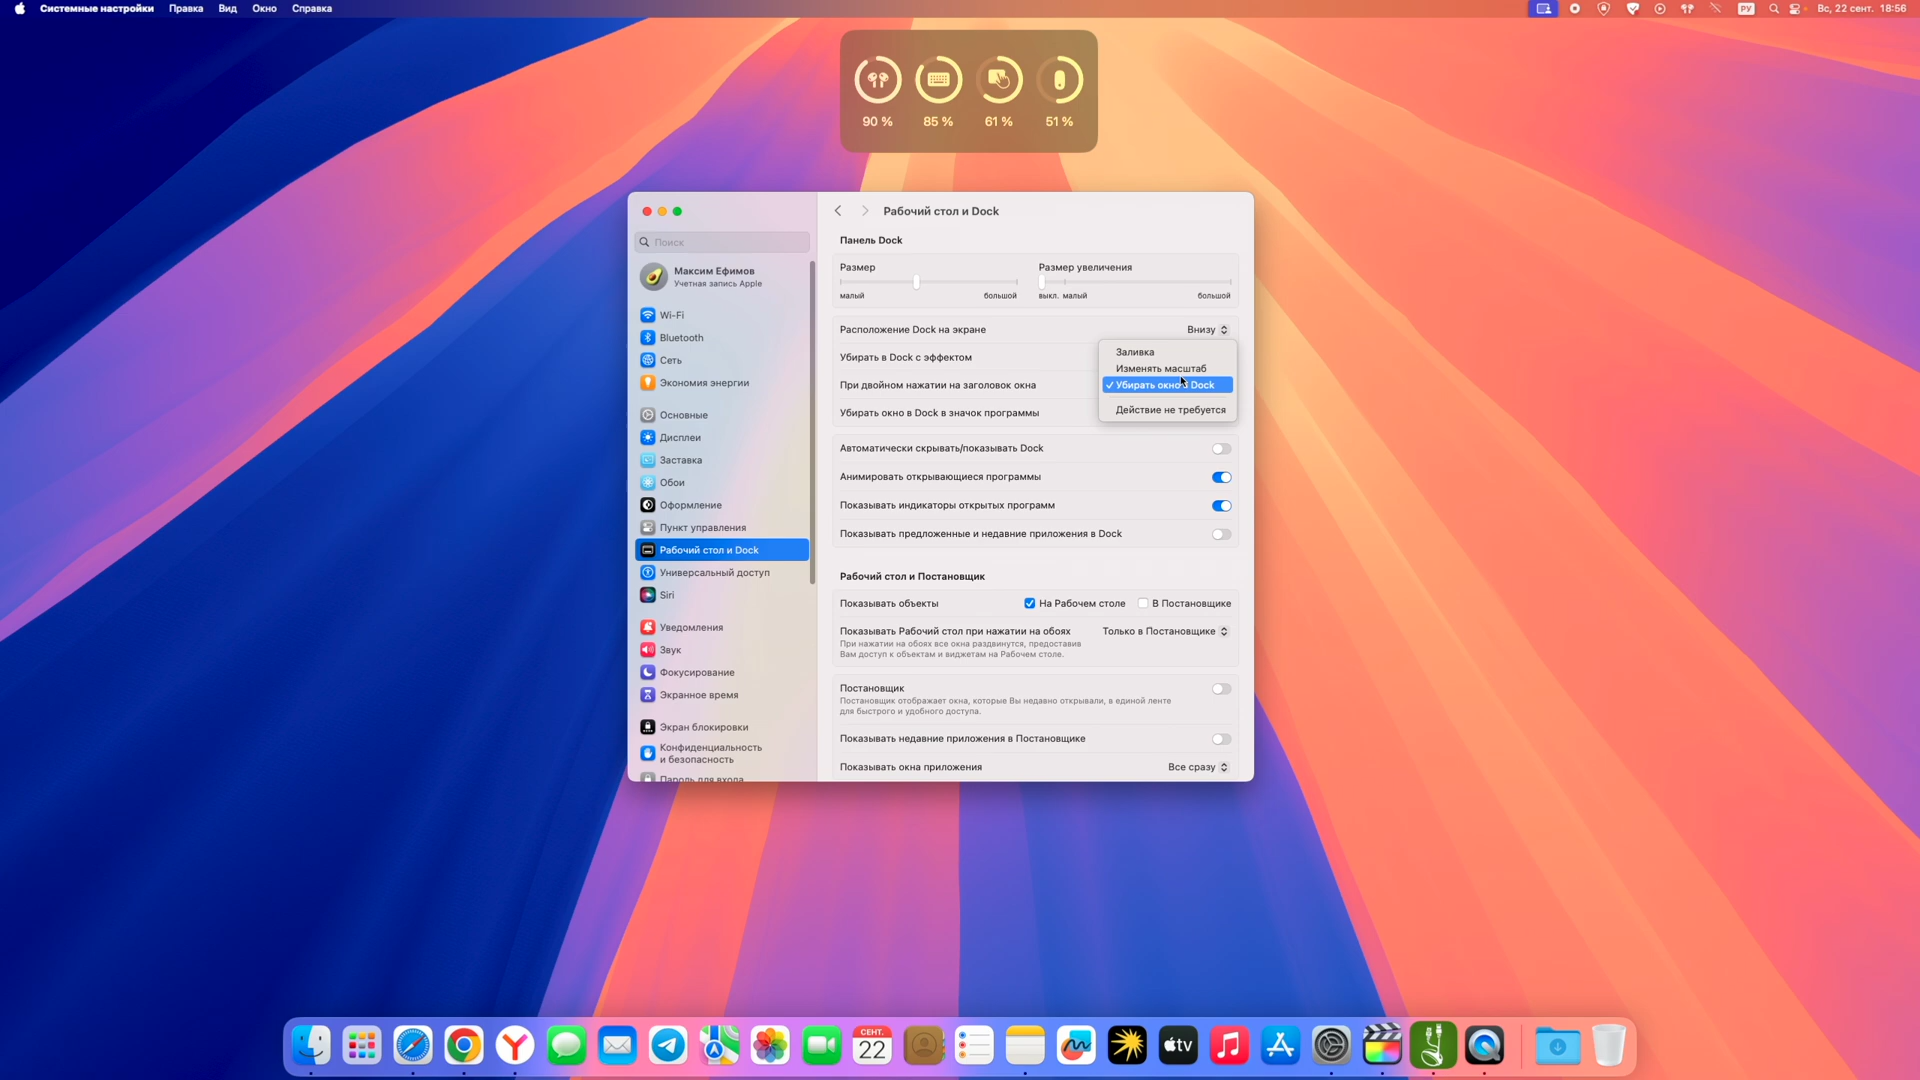 Системные настройки Правка Вид Окно Справка
РУ Вс, 22 сент. 18:56
90 % 85 % 61 % 51 %
Поиск
Максим Ефимов
Учетная запись Apple
Wi-Fi
Bluetooth
Сеть
Экономия энергии
Основные
Дисплеи
Заставка
Обои
Оформление
Пункт управления
Рабочий стол и Dock
Универсальный доступ
Siri
Уведомления
Звук
Фокусирование
Экранное время
Экран блокировки
Конфиденциальность
и безопасность
Пароль для входа
Рабочий стол и Dock
Панель Dock
Размер Размер увеличения
малый большой выкл. малый большой
Расположение Dock на экране Внизу
Убирать в Dock с эффектом
При двойном нажатии на заголовок окна
Убирать окно в Dock в значок программы
Заливка
Изменять масштаб
Убирать окно Dock
Действие не требуется
Автоматически скрывать/показывать Dock
Анимировать открывающиеся программы
Показывать индикаторы открытых программ
Показывать предложенные и недавние приложения в Dock
Рабочий стол и Постановщик
Показывать объекты На Рабочем столе В Постановщике
Показывать Рабочий стол при нажатии на обоях Только в Постановщике
При нажатии на обоях все окна раздвинутся, предоставив
Вам доступ к объектам и виджетам на Рабочем столе.
Постановщик
Постановщик отображает окна, которые Вы недавно открывали, в единой ленте
для быстрого и удобного доступа.
Показывать недавние приложения в Постановщике
Показывать окна приложения Все сразу
СЕНТ.
22
tv